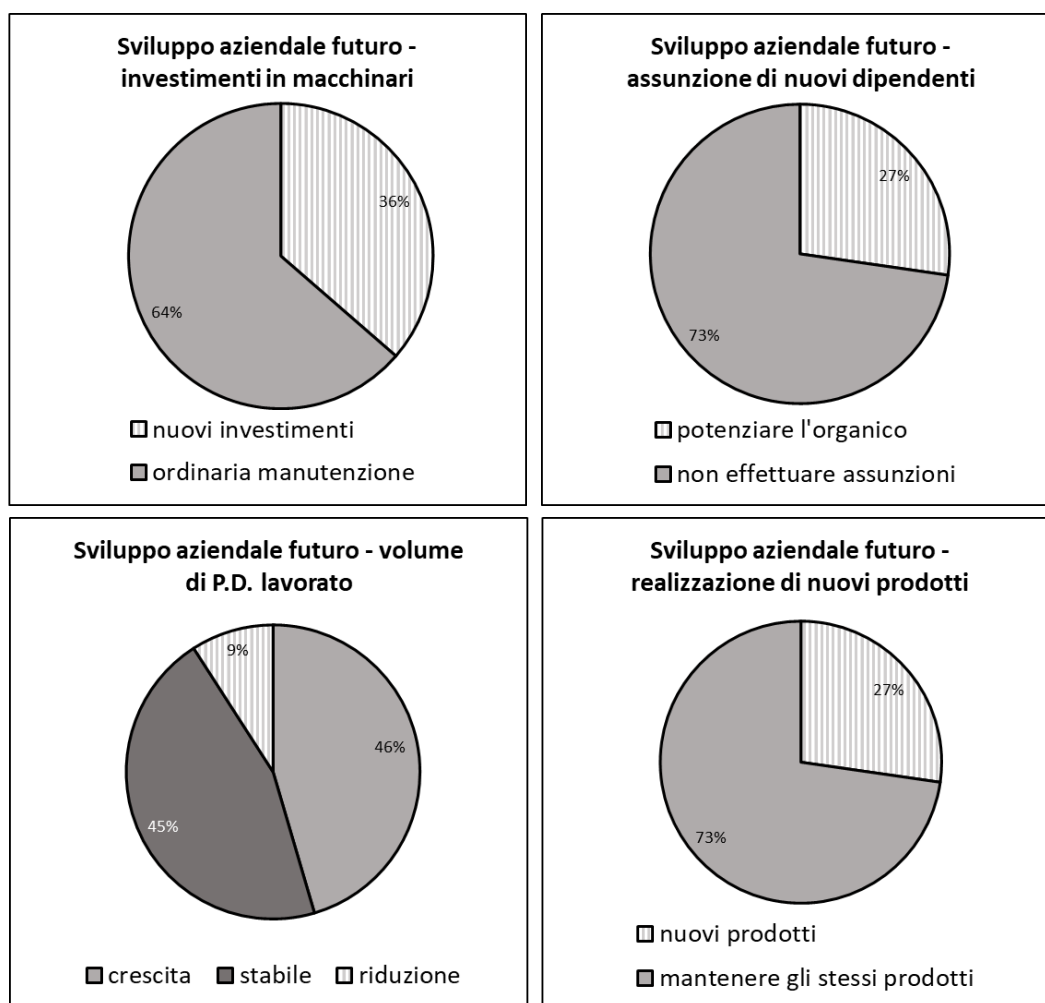 Sviluppo aziendale futuro -
investimenti in macchinari
36%
64%
nuovi investimenti
ordinaria manutenzione
Sviluppo aziendale futuro -
assunzione di nuovi dipendenti
27%
73%
potenziare l'organico
non effettuare assunzioni
Sviluppo aziendale futuro - volume
di P.D. lavorato
9%
46%
45%
crescita stabile riduzione
Sviluppo aziendale futuro -
realizzazione di nuovi prodotti
27%
73%
nuovi prodotti
mantenere gli stessi prodotti